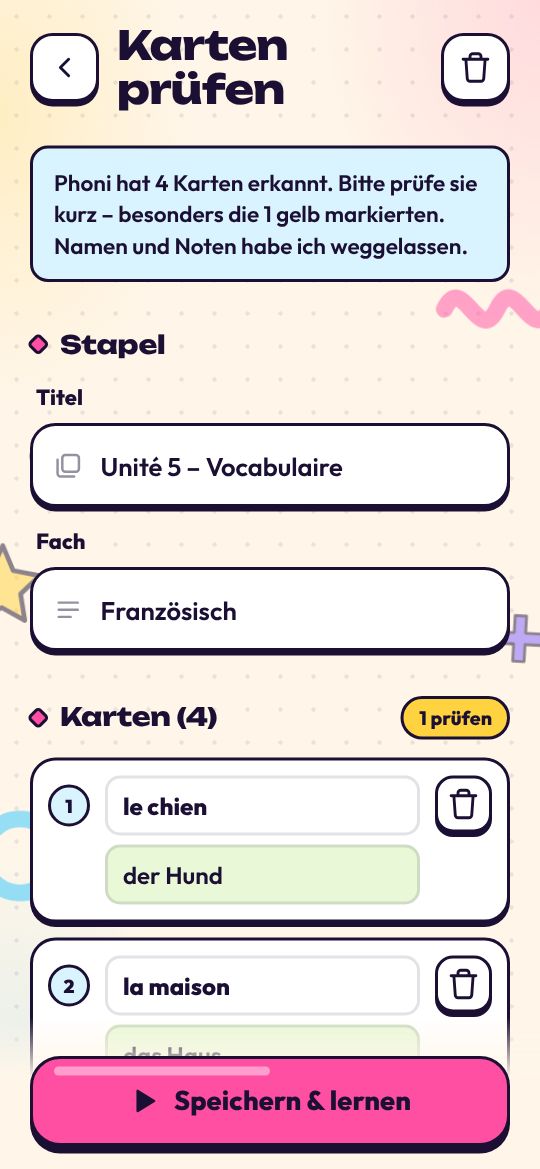 Karten
prüfen
Phoni hat 4 Karten erkannt. Bitte prüfe sie
kurz – besonders die 1 gelb markierten.
Namen und Noten habe ich weggelassen.
Stapel
Titel
Unité 5 – Vocabulaire
Fach
Französisch
Karten (4)
1 prüfen
1
le chien
der Hund
2
la maison
das Haus
Speichern & lernen